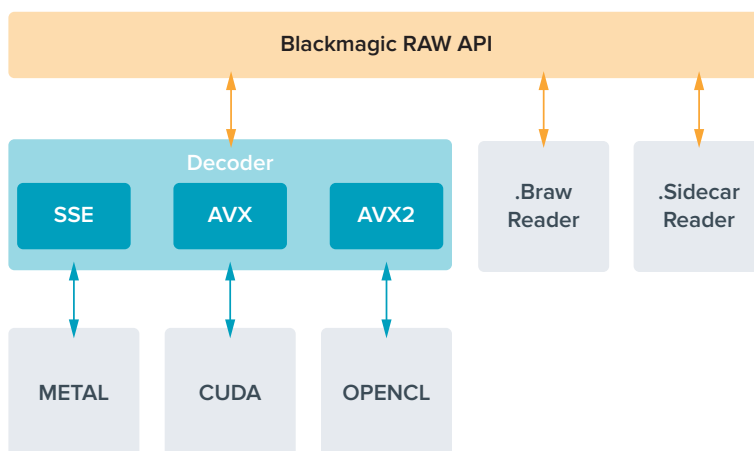 Blackmagic RAW API
Decoder
SSE
AVX
AVX2
.Braw
Reader
.Sidecar
Reader
METAL
CUDA
OPENCL